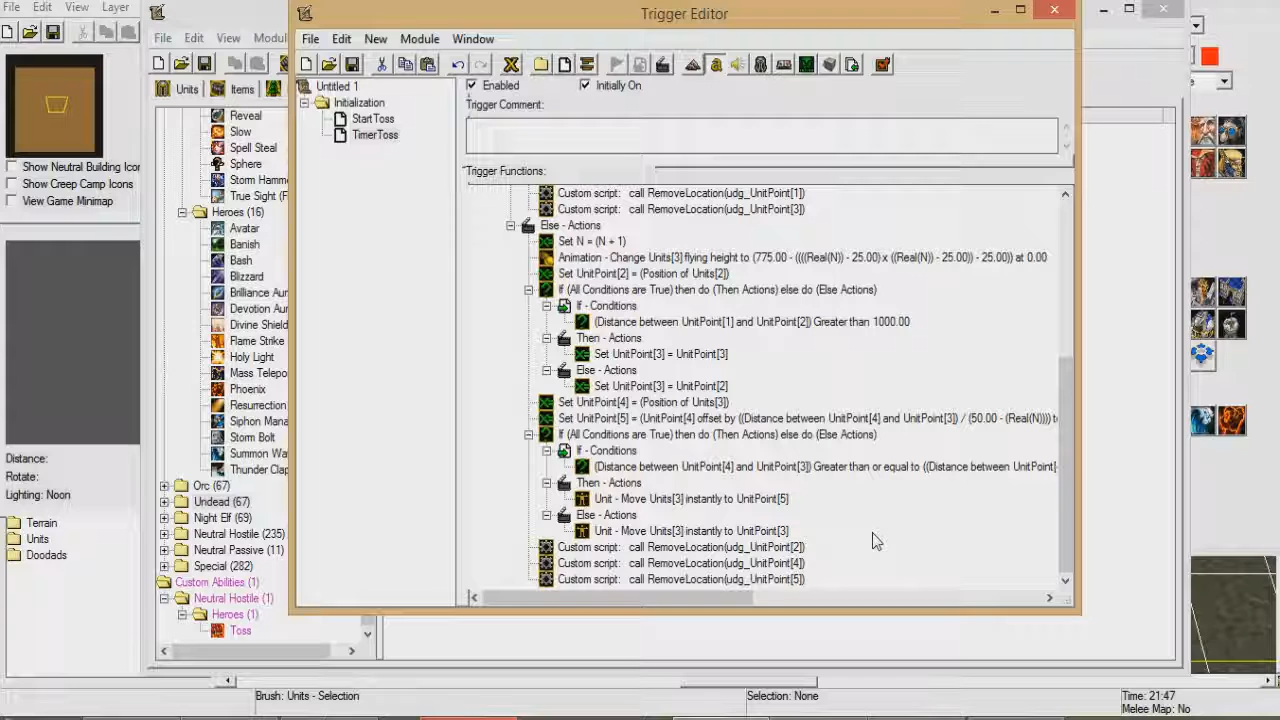 File Edit View Layer
Show Neutral Building Icon
Show Creep Camp Icons
View Game Minimap
Distance:
Rotate:
Lighting: Noon
Terrain
Units
Doodads
File Edit View Modul
Units Items
Reveal
Slow
Spell Steal
Sphere
Storm Hamme
True Sight (F
Heroes (16)
Avatar
Banish
Bash
Blizzard
Brilliance Aur
Devotion Aur
Divine Shield
Flame Strike
Holy Light
Mass Telepo
Phoenix
Resurrection
Siphon Mana
Storm Bolt
Summon Wa
Thunder Clap
Orc (67)
Undead (67)
Night Elf (69)
Neutral Hostile (235)
Neutral Passive (11)
Special (282)
Custom Abilities (1)
Neutral Hostile (1)
Heroes (1)
Toss
Trigger Editor
File Edit New Module Window
Untitled 1
Initialization
StartToss
TimerToss
Enabled Initially On
Trigger Comment:
Trigger Functions:
Custom script: call RemoveLocation(udg_UnitPoint[1])
Custom script: call RemoveLocation(udg_UnitPoint[3])
Else - Actions
Set N = (N + 1)
Animation - Change Units[3] flying height to (775.00 - ((((Real(N)) - 25.00) x ((Real(N)) - 25.00)) - 25.00)) at 0.00
Set UnitPoint[2] = (Position of Units[2])
If (All Conditions are True) then do (Then Actions) else do (Else Actions)
If - Conditions
(Distance between UnitPoint[1] and UnitPoint[2]) Greater than 1000.00
Then - Actions
Set UnitPoint[3] = UnitPoint[3]
Else - Actions
Set UnitPoint[3] = UnitPoint[2]
Set UnitPoint[4] = (Position of Units[3])
Set UnitPoint[5] = (UnitPoint[4] offset by ((Distance between UnitPoint[4] and UnitPoint[3]) / (50.00 - (Real(N)))) to
If (All Conditions are True) then do (Then Actions) else do (Else Actions)
If - Conditions
(Distance between UnitPoint[4] and UnitPoint[3]) Greater than or equal to ((Distance between UnitPoint[
Then - Actions
Unit - Move Units[3] instantly to UnitPoint[5]
Else - Actions
Unit - Move Units[3] instantly to UnitPoint[3]
Custom script: call RemoveLocation(udg_UnitPoint[2])
Custom script: call RemoveLocation(udg_UnitPoint[4])
Custom script: call RemoveLocation(udg_UnitPoint[5])
Brush: Units - Selection
Selection: None
Time: 21:47
Melee Map: No